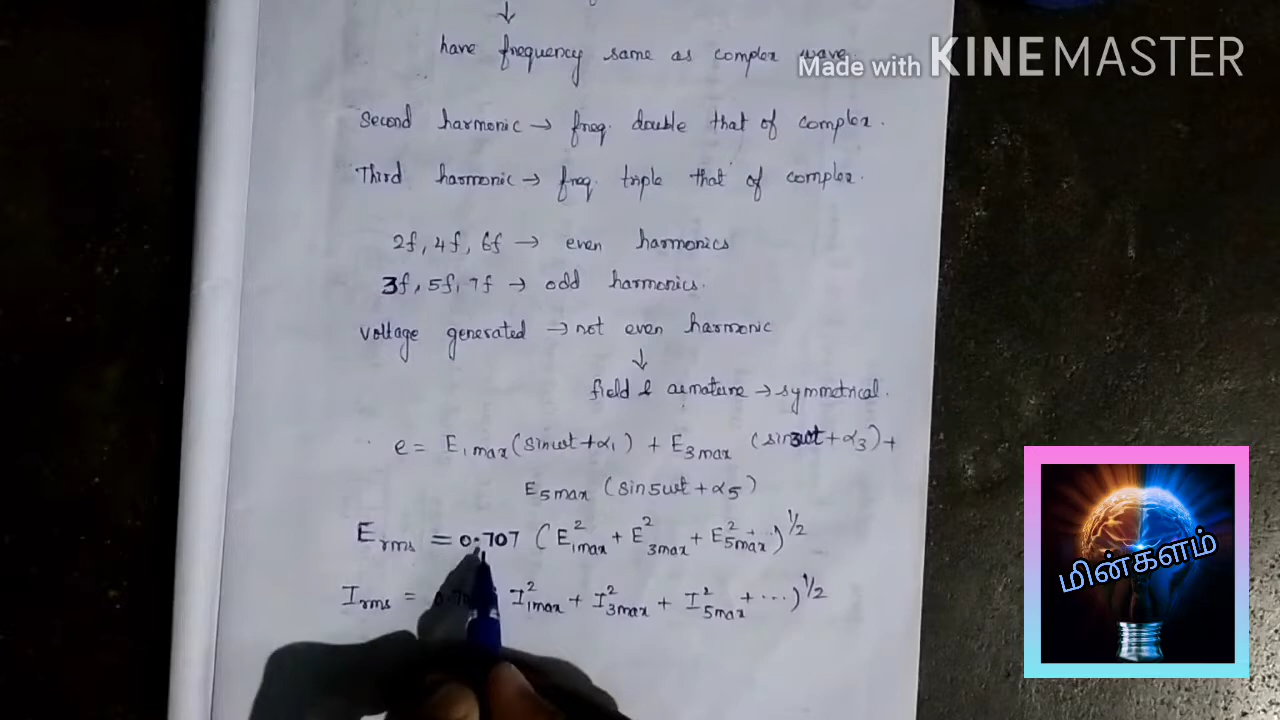 ↓
have frequency same as complex wave.
Made with KINEMASTER
Second harmonic → freq. double that of complex.
Third harmonic → freq. triple that of complex.
2f, 4f, 6f → even harmonics
3f, 5f, 7f → odd harmonics.
voltage generated → not even harmonic
↓
field & armature → symmetrical.
e = E₁max (sinωt + α₁) + E₃max (sin3ωt + α₃) +
E₅max (sin5ωt + α₅)
Erms = 0.707 (E²₁max + E²₃max + E²₅max + ...)^1/2
Irms = I²₁max + I²₃max + I²₅max + ...)^1/2
மின்களம்